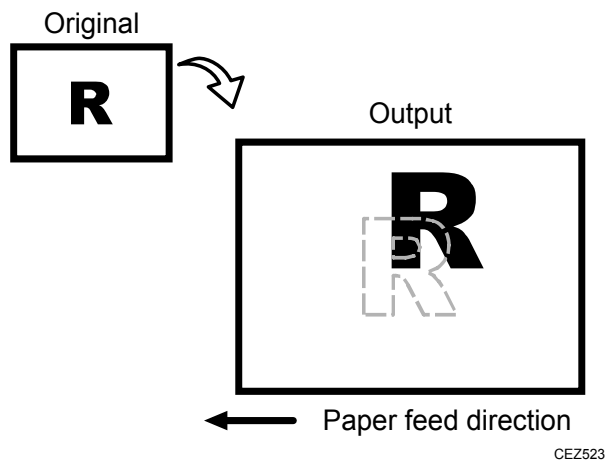 Original
R
Output
R
R
Paper feed direction
CEZ523